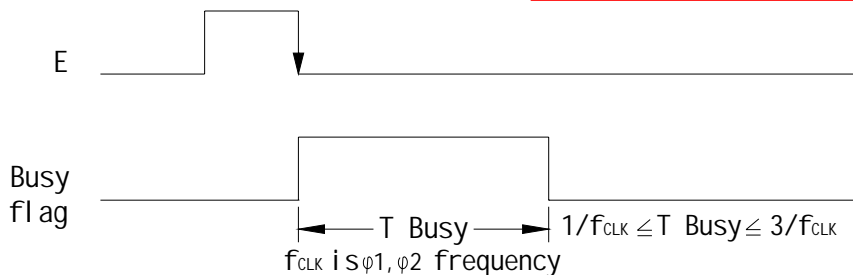 E
Busy
flag
T Busy
1/fCLK ≤ T Busy ≤ 3/fCLK
fCLK is φ1, φ2 frequency